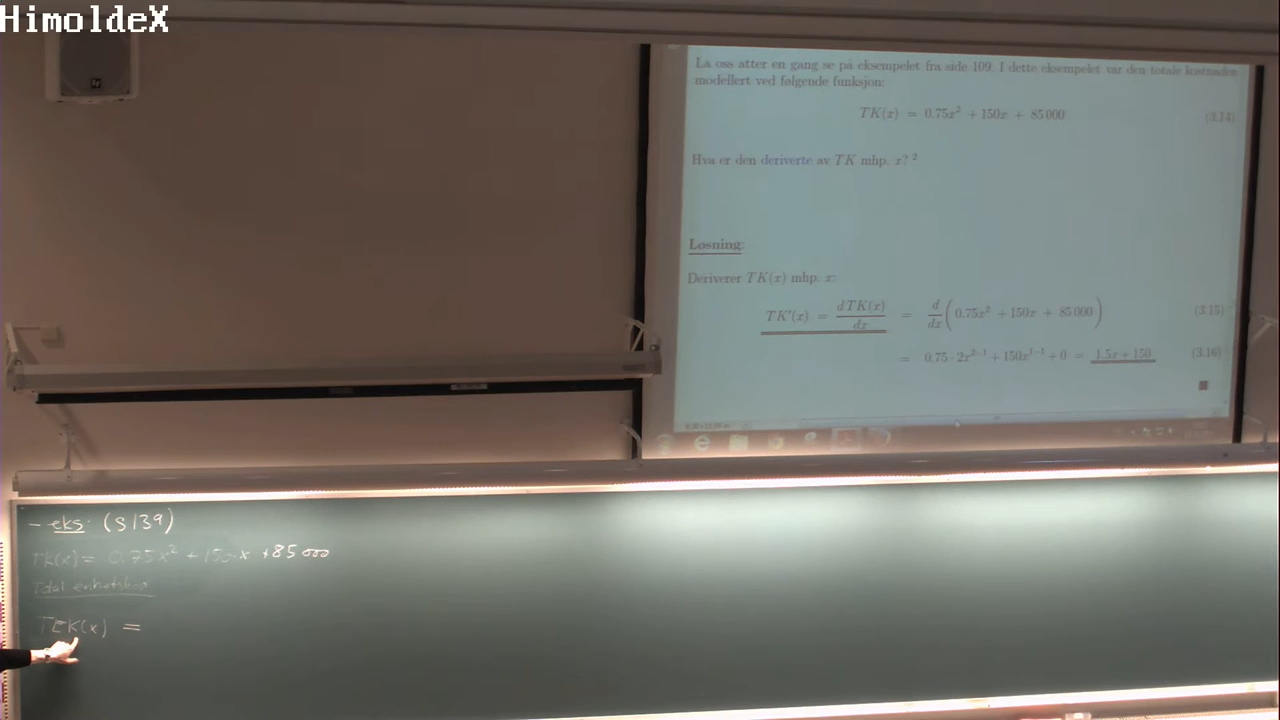 HimoldeX
La oss atter en gang se på eksempelet fra side 109. I dette eksempelet var den totale kostnaden
modellert ved følgende funksjon:
TK(x) = 0.75x² + 150x + 85 000 (3.14)
Hva er den deriverte av TK mhp. x? ²
Løsning:
Deriverer TK(x) mhp. x:
TK′(x) = dTK(x)/dx = d/dx (0.75x² + 150x + 85 000) (3.15)
= 0.75 · 2x²⁻¹ + 150x¹⁻¹ + 0 = 1.5x + 150 (3.16)
- eks: (S 139)
TK(x) = 0.75x² + 150x + 85 000
Total enhetskost
TEK(x) =